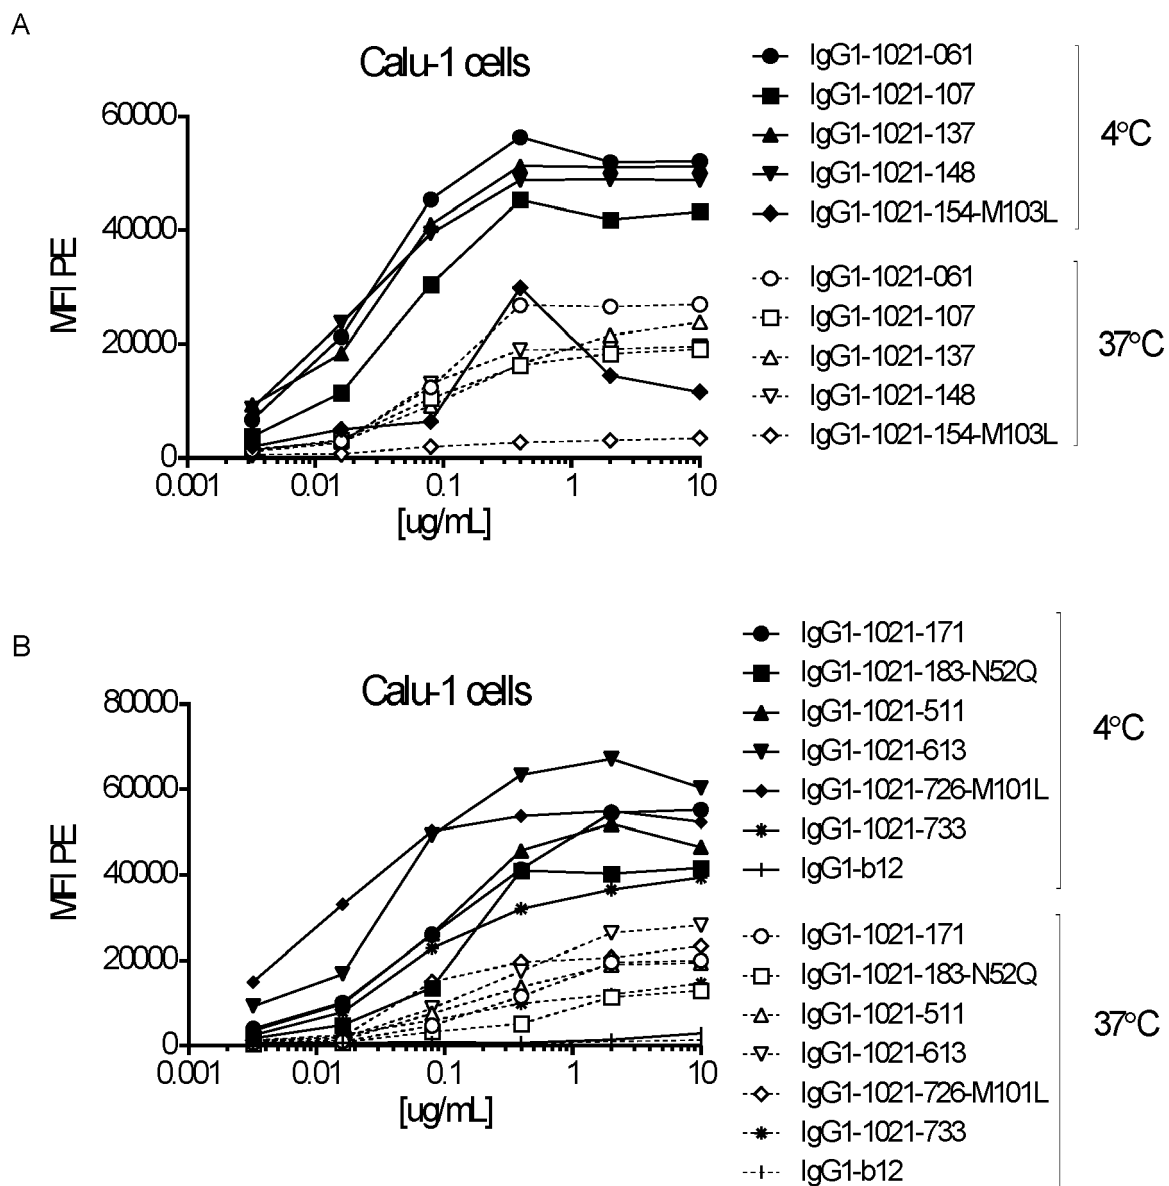 A
Calu-1 cells
MFI PE
60000
40000
20000
0
0.001
0.01
0.1
1
10
[ug/mL]
IgG1-1021-061
IgG1-1021-107
IgG1-1021-137
IgG1-1021-148
IgG1-1021-154-M103L
4°C
IgG1-1021-061
IgG1-1021-107
IgG1-1021-137
IgG1-1021-148
IgG1-1021-154-M103L
37°C
B
Calu-1 cells
MFI PE
80000
60000
40000
20000
0
0.001
0.01
0.1
1
10
[ug/mL]
IgG1-1021-171
IgG1-1021-183-N52Q
IgG1-1021-511
IgG1-1021-613
IgG1-1021-726-M101L
IgG1-1021-733
IgG1-b12
4°C
IgG1-1021-171
IgG1-1021-183-N52Q
IgG1-1021-511
IgG1-1021-613
IgG1-1021-726-M101L
IgG1-1021-733
IgG1-b12
37°C